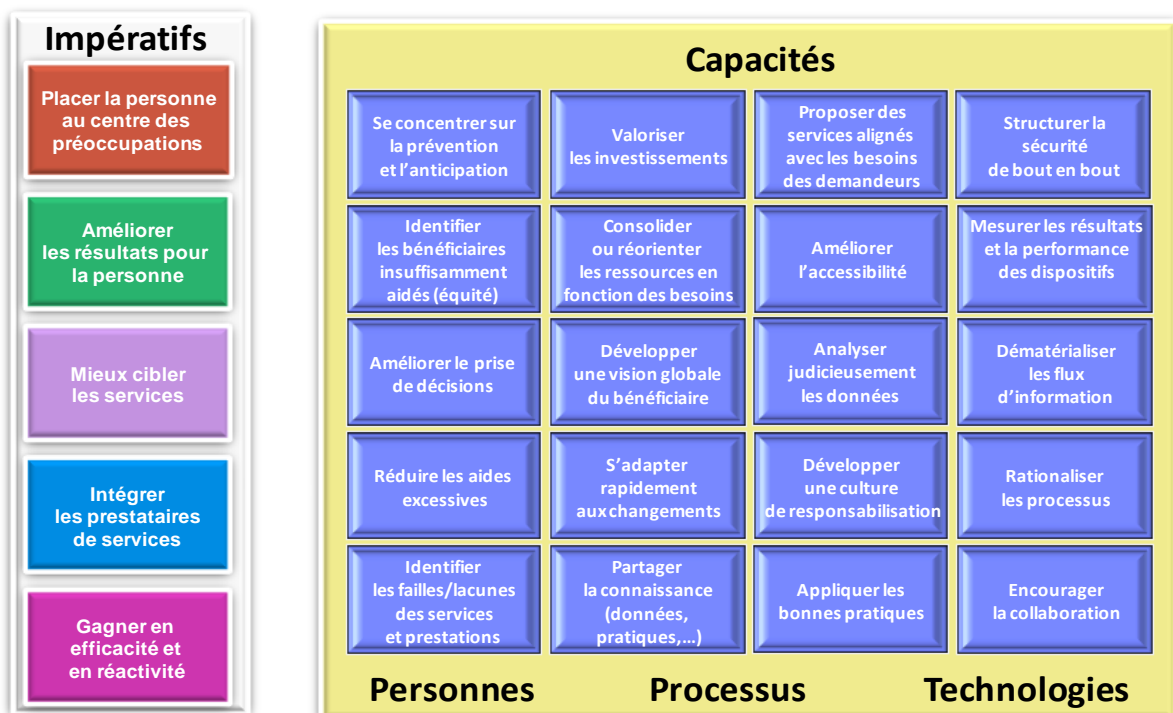 Impératifs
Placer la personne
au centre des
préoccupations
Améliorer
les résultats pour
la personne
Mieux cibler
les services
Intégrer
les prestataires
de services
Gagner en
efficacité et
en réactivité
Capacités
Se concentrer sur
la prévention
et l'anticipation
Valoriser
les investissements
Proposer des
services alignés
avec les besoins
des demandeurs
Structurer la
sécurité
de bout en bout
Identifier
les bénéficiaires
insuffisamment
aidés (équité)
Consolider
ou réorienter
les ressources en
fonction des besoins
Améliorer
l'accessibilité
Mesurer les résultats
et la performance
des dispositifs
Améliorer le prise
de décisions
Développer
une vision globale
du bénéficiaire
Analyser
judicieusement
les données
Dématérialiser
les flux
d'information
Réduire les aides
excessives
S'adapter
rapidement
aux changements
Développer
une culture
de responsabilisation
Rationaliser
les processus
Identifier
les failles/lacunes
des services
et prestations
Partager
la connaissance
(données,
pratiques,…)
Appliquer les
bonnes pratiques
Encourager
la collaboration
Personnes
Processus
Technologies